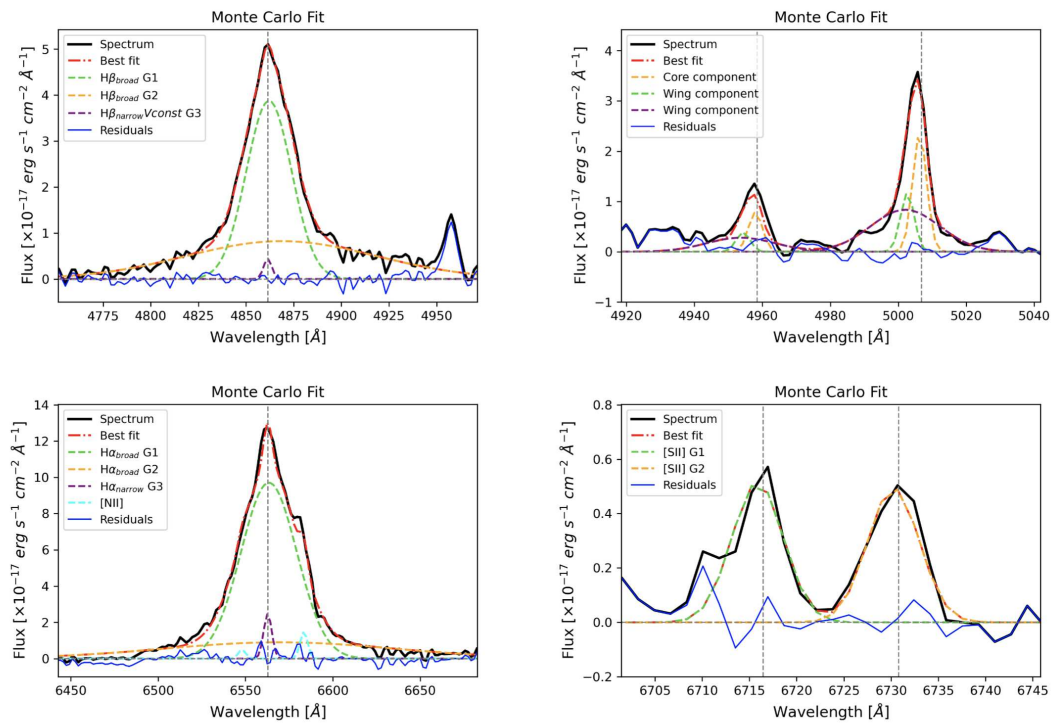 Monte Carlo Fit
Spectrum
Best fit
Hβ_broad G1
Hβ_broad G2
Hβ_narrow Vconst G3
Residuals
Flux [×10⁻¹⁷ erg s⁻¹ cm⁻² Å⁻¹]
5
4
3
2
1
0
4775 4800 4825 4850 4875 4900 4925 4950
Wavelength [Å]
Monte Carlo Fit
Spectrum
Best fit
Core component
Wing component
Wing component
Residuals
Flux [×10⁻¹⁷ erg s⁻¹ cm⁻² Å⁻¹]
4
3
2
1
0
−1
4920 4940 4960 4980 5000 5020 5040
Wavelength [Å]
Monte Carlo Fit
Spectrum
Best fit
Hα_broad G1
Hα_broad G2
Hα_narrow G3
[NII]
Residuals
Flux [×10⁻¹⁷ erg s⁻¹ cm⁻² Å⁻¹]
14
12
10
8
6
4
2
0
6450 6500 6550 6600 6650
Wavelength [Å]
Monte Carlo Fit
Spectrum
Best fit
[SII] G1
[SII] G2
Residuals
Flux [×10⁻¹⁷ erg s⁻¹ cm⁻² Å⁻¹]
0.8
0.6
0.4
0.2
0.0
−0.2
6705 6710 6715 6720 6725 6730 6735 6740 6745
Wavelength [Å]